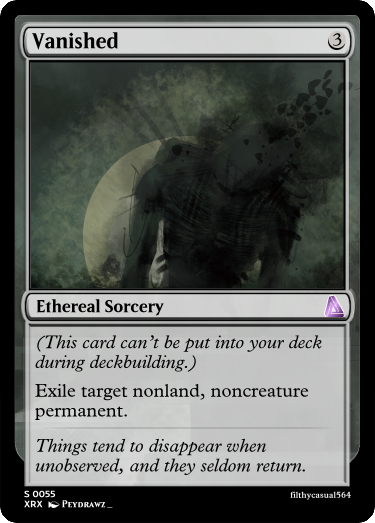 Vanished 3
Ethereal Sorcery
(This card can't be put into your deck
during deckbuilding.)
Exile target nonland, noncreature
permanent.
Things tend to disappear when
unobserved, and they seldom return.
S 0055
XRX Peydrawz_ filthycasual564